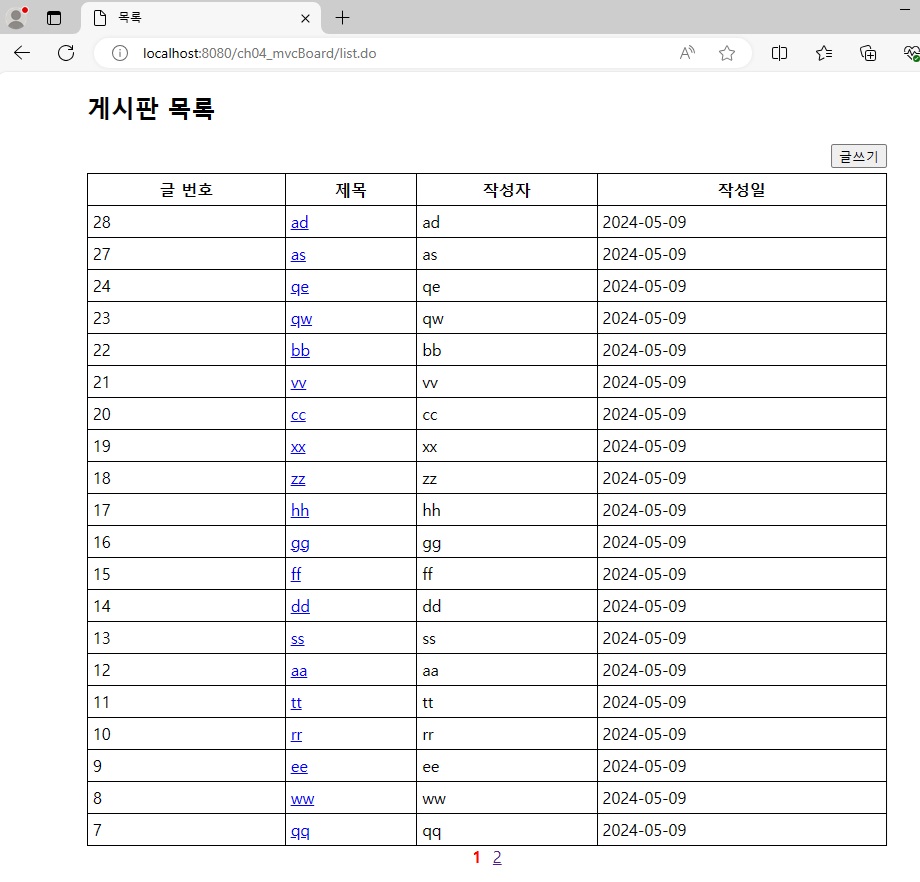 목록
localhost:8080/ch04_mvcBoard/list.do
게시판 목록
글쓰기
글 번호 제목 작성자 작성일
28 ad ad 2024-05-09
27 as as 2024-05-09
24 qe qe 2024-05-09
23 qw qw 2024-05-09
22 bb bb 2024-05-09
21 vv vv 2024-05-09
20 cc cc 2024-05-09
19 xx xx 2024-05-09
18 zz zz 2024-05-09
17 hh hh 2024-05-09
16 gg gg 2024-05-09
15 ff ff 2024-05-09
14 dd dd 2024-05-09
13 ss ss 2024-05-09
12 aa aa 2024-05-09
11 tt tt 2024-05-09
10 rr rr 2024-05-09
9 ee ee 2024-05-09
8 ww ww 2024-05-09
7 qq qq 2024-05-09
1 2